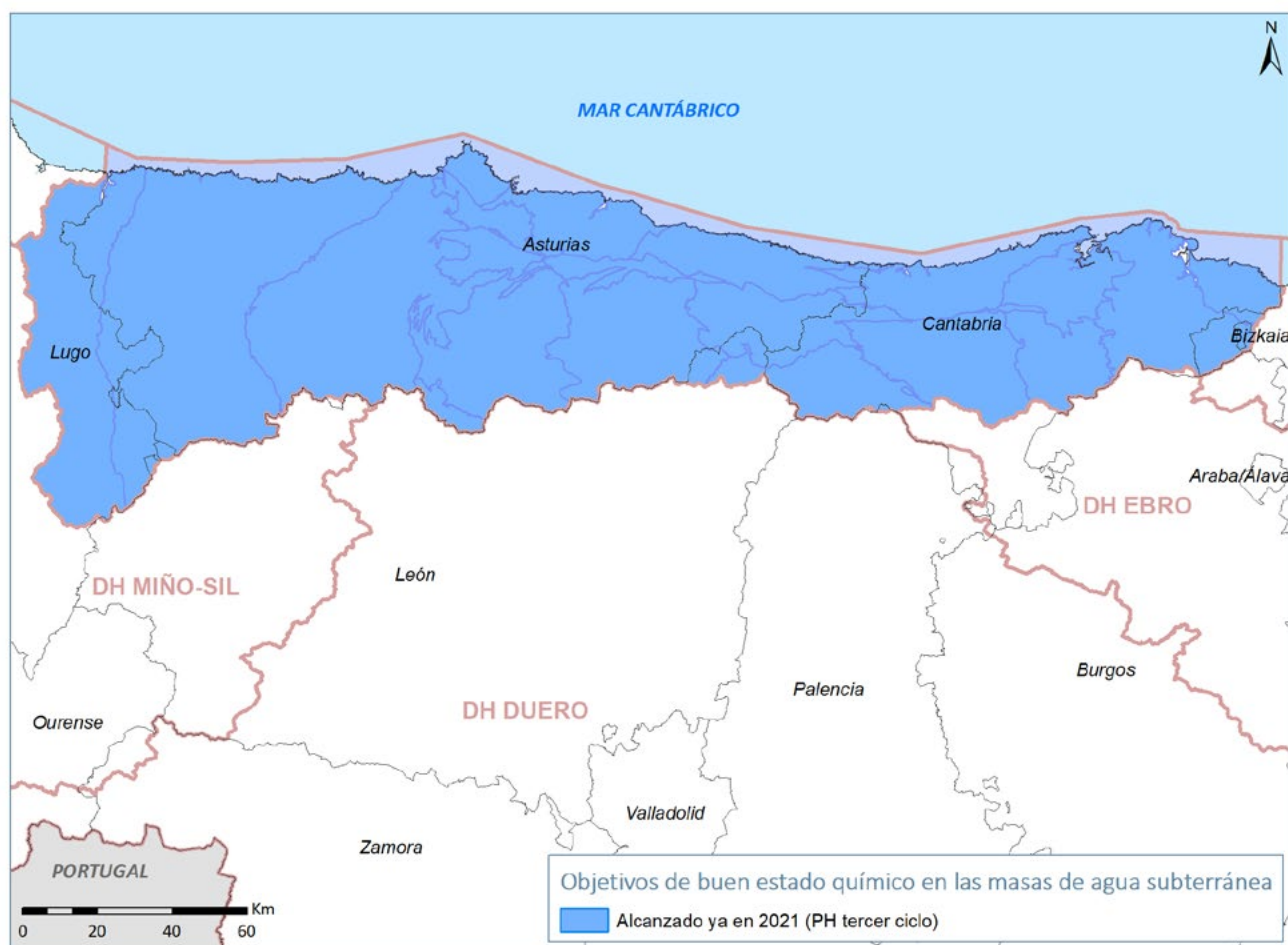 N
MAR CANTÁBRICO
Asturias
Cantabria
Bizkaia
Lugo
Araba/Álava
DH EBRO
León
DH MIÑO-SIL
Burgos
Palencia
DH DUERO
Ourense
Valladolid
Zamora
PORTUGAL
Km
0 20 40 60
Objetivos de buen estado químico en las masas de agua subterránea
Alcanzado ya en 2021 (PH tercer ciclo)